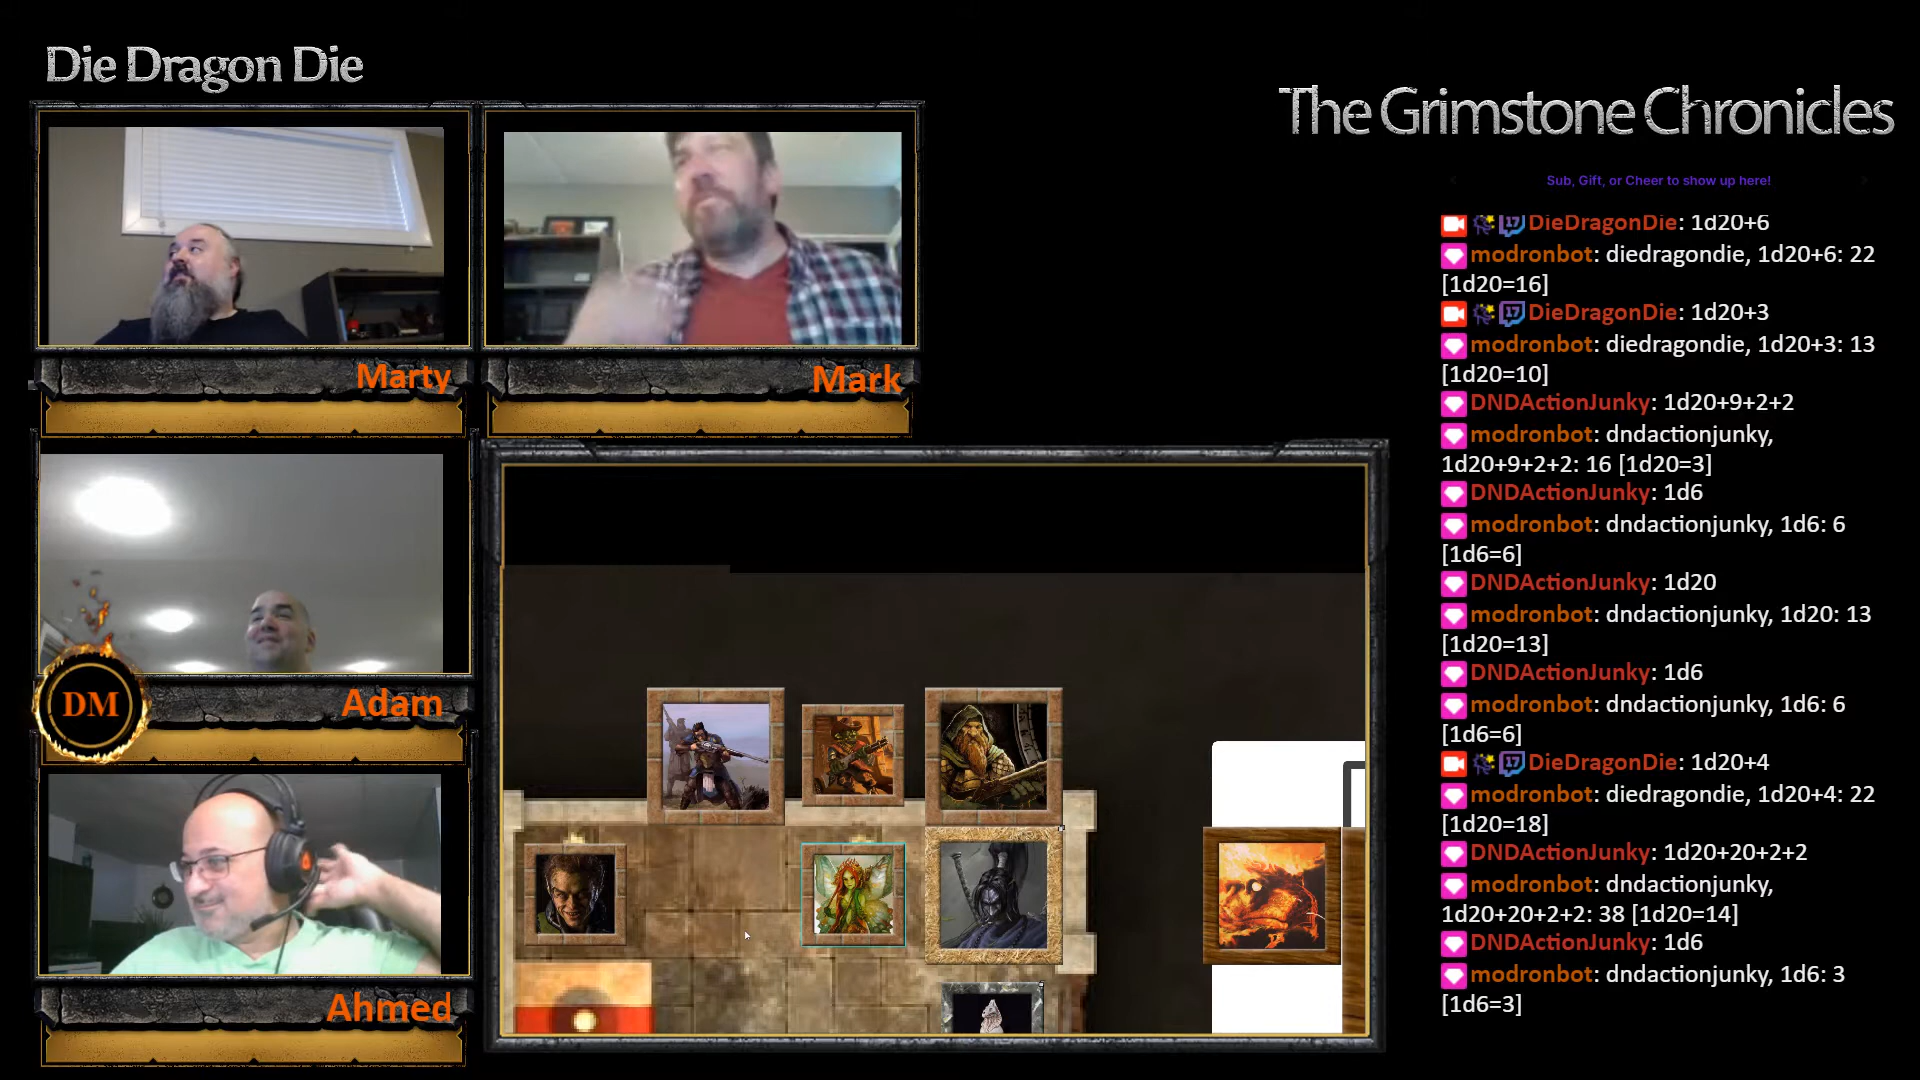 Die Dragon Die
The Grimstone Chronicles
Sub, Gift, or Cheer to show up here!
Marty
Mark
DM
Adam
Ahmed
17 DieDragonDie: 1d20+6
modronbot: diedragondie, 1d20+6: 22
[1d20=16]
17 DieDragonDie: 1d20+3
modronbot: diedragondie, 1d20+3: 13
[1d20=10]
DNDActionJunky: 1d20+9+2+2
modronbot: dndactionjunky,
1d20+9+2+2: 16 [1d20=3]
DNDActionJunky: 1d6
modronbot: dndactionjunky, 1d6: 6
[1d6=6]
DNDActionJunky: 1d20
modronbot: dndactionjunky, 1d20: 13
[1d20=13]
DNDActionJunky: 1d6
modronbot: dndactionjunky, 1d6: 6
[1d6=6]
17 DieDragonDie: 1d20+4
modronbot: diedragondie, 1d20+4: 22
[1d20=18]
DNDActionJunky: 1d20+20+2+2
modronbot: dndactionjunky,
1d20+20+2+2: 38 [1d20=14]
DNDActionJunky: 1d6
modronbot: dndactionjunky, 1d6: 3
[1d6=3]